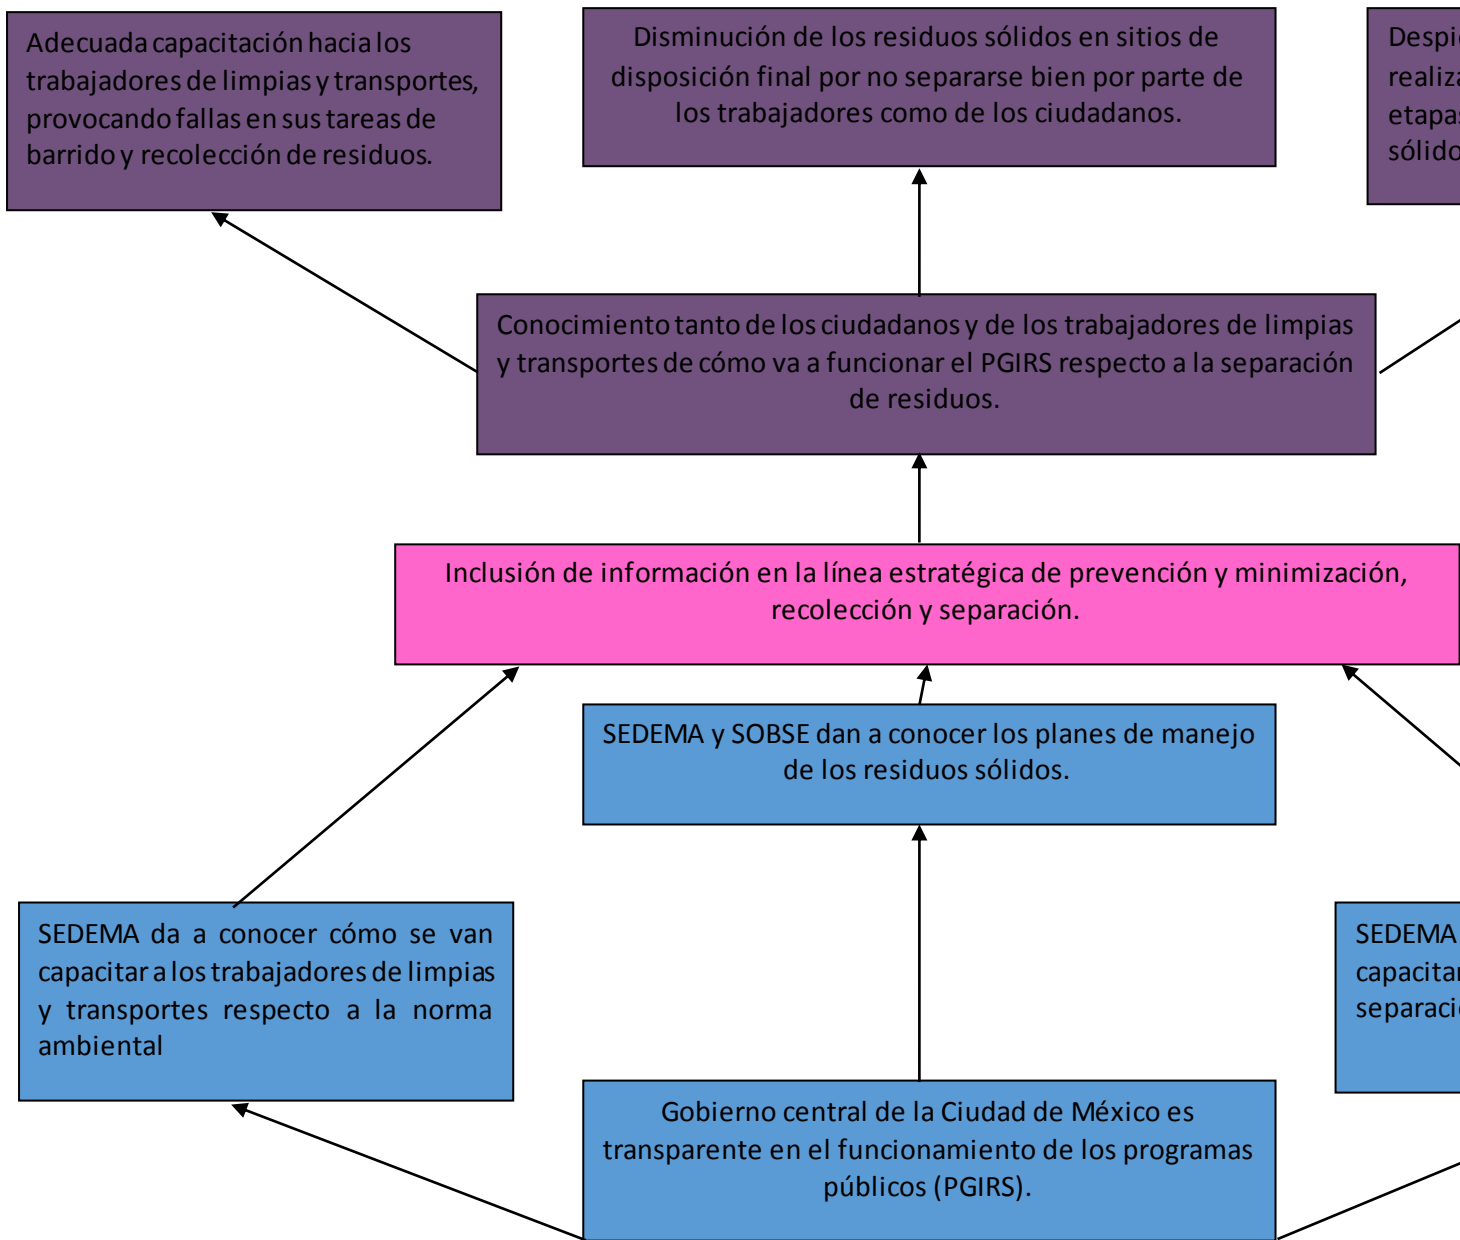 Adecuada capacitación hacia los
trabajadores de limpias y transportes,
provocando fallas en sus tareas de
barrido y recolección de residuos.
Disminución de los residuos sólidos en sitios de
disposición final por no separarse bien por parte de
los trabajadores como de los ciudadanos.
etapas
Conocimiento tanto de los ciudadanos y de los trabajadores de limpias
y transportes de cómo va a funcionar el PGIRS respecto a la separación
de residuos.
Inclusión de información en la línea estratégica de prevención y minimización,
recolección y separación.
SEDEMA y SOBSE dan a conocer los planes de manejo
de los residuos sólidos.
SEDEMA da a conocer cómo se van
capacitar a los trabajadores de limpias
y transportes respecto a la norma
ambiental
SEDEMA
capacitar
Gobierno central de la Ciudad de México es
transparente en el funcionamiento de los programas
públicos (PGIRS).